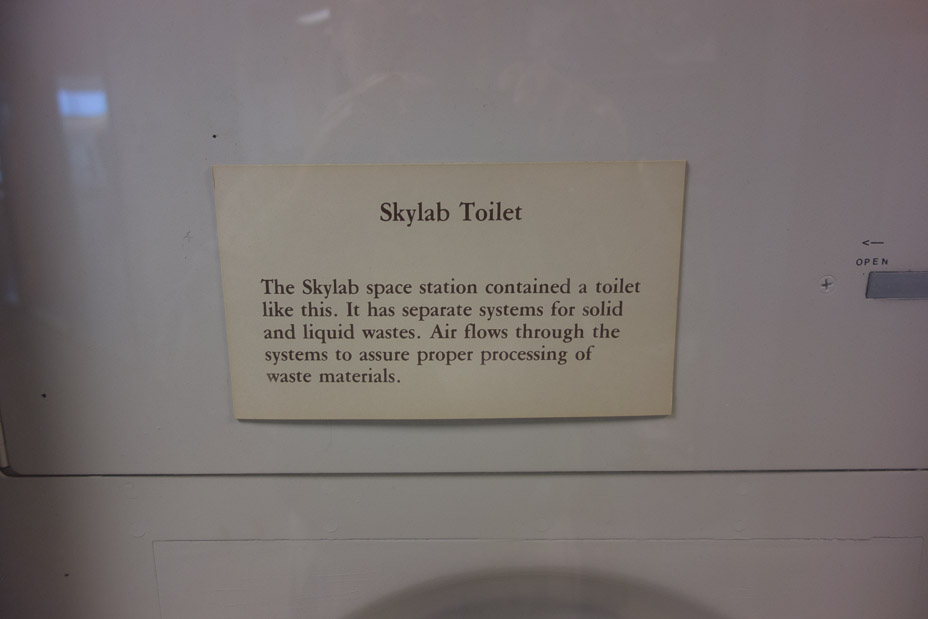 Skylab Toilet
The Skylab space station contained a toilet
like this. It has separate systems for solid
and liquid wastes. Air flows through the
systems to assure proper processing of
waste materials.
<—
OPEN